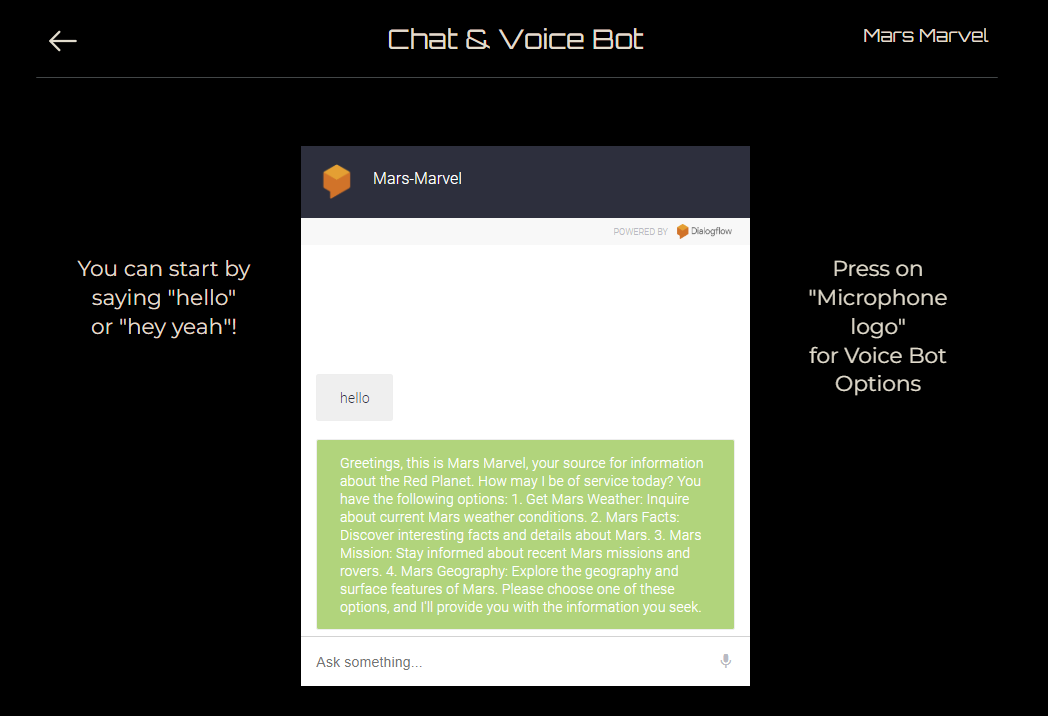 Chat & Voice Bot
Mars Marvel
Mars-Marvel
POWERED BY Dialogflow
You can start by
saying "hello"
or "hey yeah"!
Press on
"Microphone
logo"
for Voice Bot
Options
hello
Greetings, this is Mars Marvel, your source for information
about the Red Planet. How may I be of service today? You
have the following options: 1. Get Mars Weather: Inquire
about current Mars weather conditions. 2. Mars Facts:
Discover interesting facts and details about Mars. 3. Mars
Mission: Stay informed about recent Mars missions and
rovers. 4. Mars Geography: Explore the geography and
surface features of Mars. Please choose one of these
options, and I'll provide you with the information you seek.
Ask something...